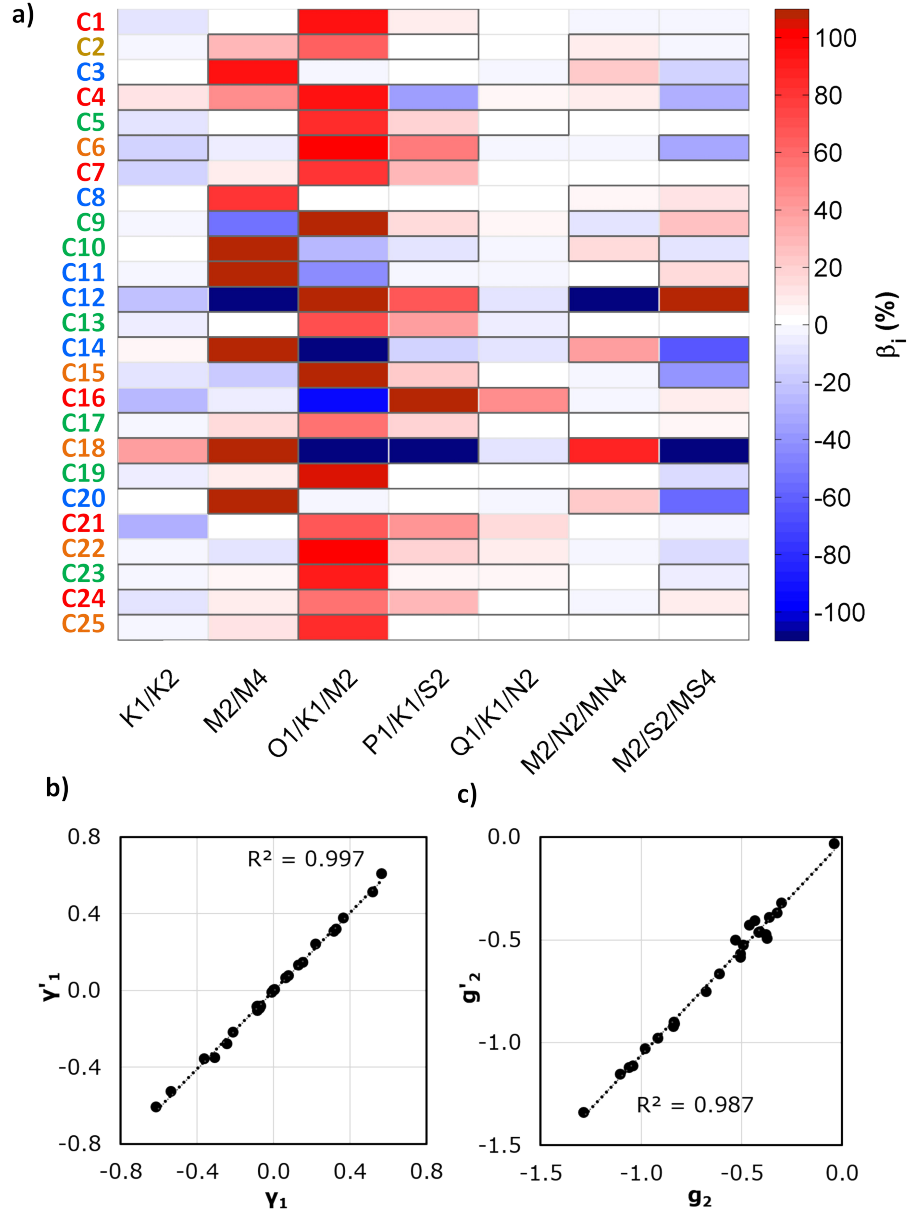 a)
C1
C2
C3
C4
C5
C6
C7
C8
C9
C10
C11
C12
C13
C14
C15
C16
C17
C18
C19
C20
C21
C22
C23
C24
C25
K1/K2
M2/M4
O1/K1/M2
P1/K1/S2
Q1/K1/N2
M2/N2/MN4
M2/S2/MS4
100
80
60
40
20
0
-20
-40
-60
-80
-100
βi (%)
b)
0.8
0.4
0.0
-0.4
-0.8
γ'1
R² = 0.997
-0.8 -0.4 0.0 0.4 0.8
γ1
c)
0.0
-0.5
-1.0
-1.5
g'2
R² = 0.987
-1.5 -1.0 -0.5 0.0
g2